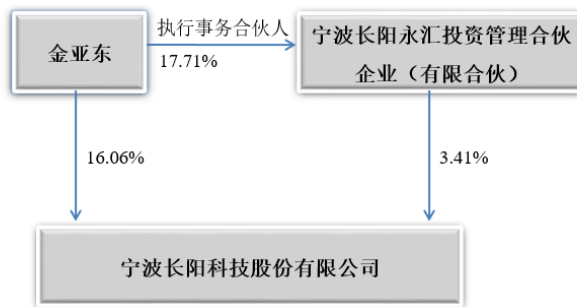 金亚东
执行事务合伙人
17.71%
宁波长阳永汇投资管理合伙
企业（有限合伙）
16.06%
3.41%
宁波长阳科技股份有限公司